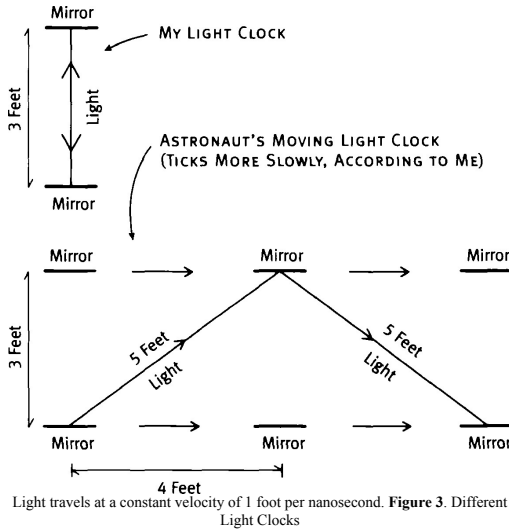 Mirror
MY LIGHT CLOCK
3 Feet
Light
Mirror
ASTRONAUT'S MOVING LIGHT CLOCK
(TICKS MORE SLOWLY, ACCORDING TO ME)
Mirror
Mirror
Mirror
3 Feet
5 Feet
Light
5 Feet
Light
Mirror
Mirror
Mirror
4 Feet
Light travels at a constant velocity of 1 foot per nanosecond. Figure 3. Different
Light Clocks